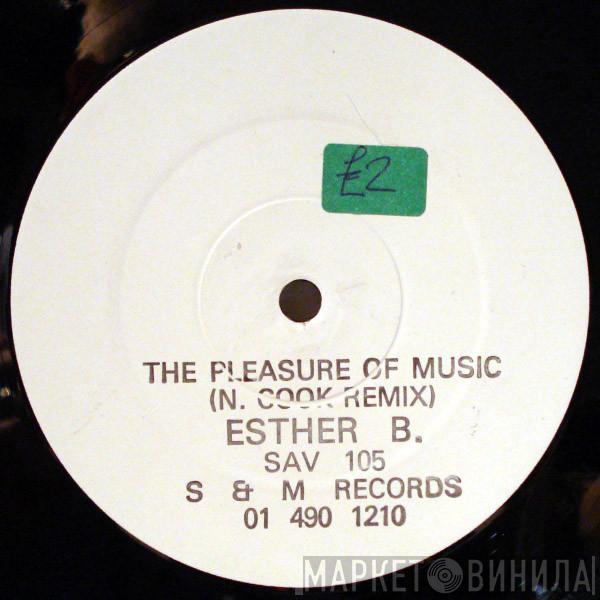 £2
THE PLEASURE OF MUSIC
(N. COOK REMIX)
ESTHER B.
SAV 105
S & M RECORDS
01 490 1210
МАРКЕТ ВИНИЛА